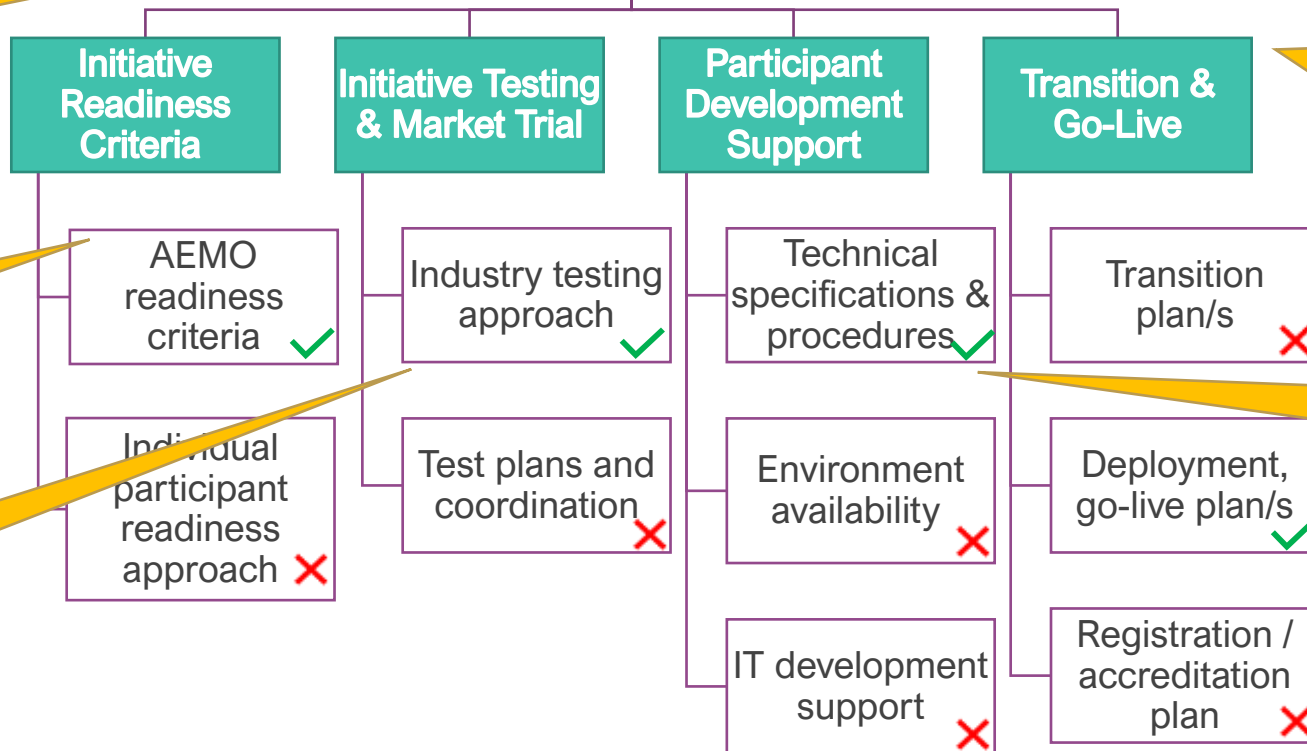 Initiative
Readiness
Criteria
Initiative Testing
& Market Trial
Participant
Development
Support
Transition &
Go-Live
AEMO
readiness
criteria
Industry testing
approach
Technical
specifications &
procedures
Transition
plan/s
Individual
participant
readiness
approach
Test plans and
coordination
Environment
availability
Deployment,
go-live plan/s
IT development
support
Registration /
accreditation
plan